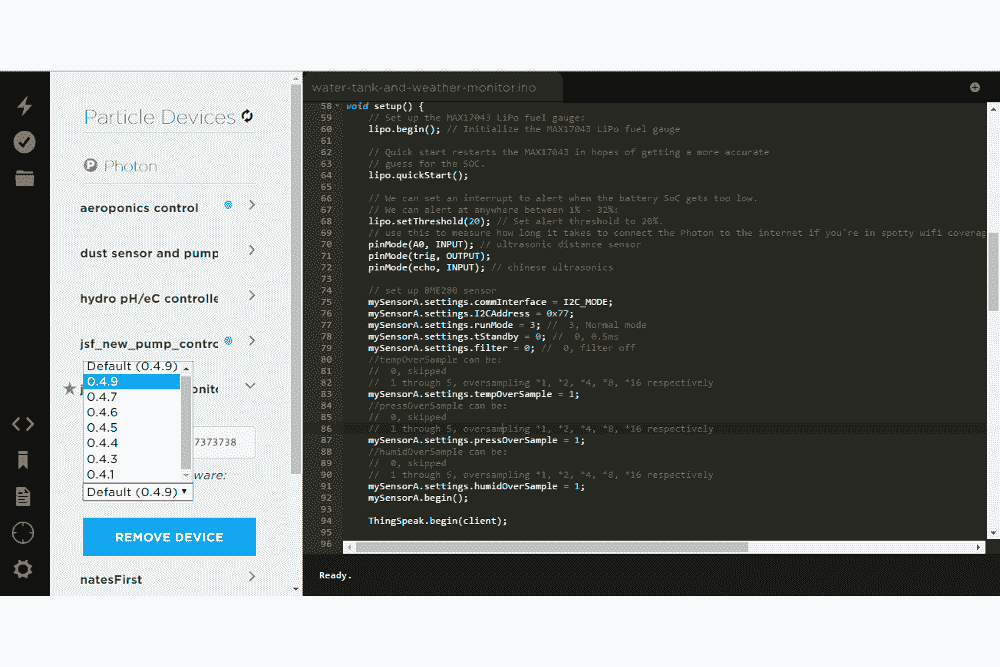 Particle Devices
Photon
aeroponics control
dust sensor and pump
hydro pH/eC controlle
jsf_new_pump_contro
Default (0.4.9)
0.4.9
0.4.7
0.4.6
0.4.5
0.4.4
0.4.3
0.4.1
7373738
ware:
Default (0.4.9)
REMOVE DEVICE
natesFirst
water-tank-and-weather-monitor.ino
58 void setup() {
59 // Set up the MAX17043 LiPo fuel gauge:
60 lipo.begin(); // Initialize the MAX17043 LiPo fuel gauge
61
62 // Quick start restarts the MAX17043 in hopes of getting a more accurate
63 // guess for the SOC.
64 lipo.quickStart();
65
66 // We can set an interrupt to alert when the battery SoC gets too low.
67 // We can alert at anywhere between 1% - 32%:
68 lipo.setThreshold(20); // Set alert threshold to 20%.
69 // use this to measure how long it takes to connect the Photon to the internet if you're in spotty wifi coverag
70 pinMode(A0, INPUT); // ultrasonic distance sensor
71 pinMode(trig, OUTPUT);
72 pinMode(echo, INPUT); // chinese ultrasonics
73
74 // set up BME280 sensor
75 mySensorA.settings.commInterface = I2C_MODE;
76 mySensorA.settings.I2CAddress = 0x77;
77 mySensorA.settings.runMode = 3; // 3, Normal mode
78 mySensorA.settings.tStandby = 0; // 0, 0.5ms
79 mySensorA.settings.filter = 0; // 0, filter off
80 //tempOverSample can be:
81 // 0, skipped
82 // 1 through 5, oversampling *1, *2, *4, *8, *16 respectively
83 mySensorA.settings.tempOverSample = 1;
84 //pressOverSample can be:
85 // 0, skipped
86 // 1 through 5, oversampling *1, *2, *4, *8, *16 respectively
87 mySensorA.settings.pressOverSample = 1;
88 //humidOverSample can be:
89 // 0, skipped
90 // 1 through 5, oversampling *1, *2, *4, *8, *16 respectively
91 mySensorA.settings.humidOverSample = 1;
92 mySensorA.begin();
93
94 ThingSpeak.begin(client);
95
96
Ready.